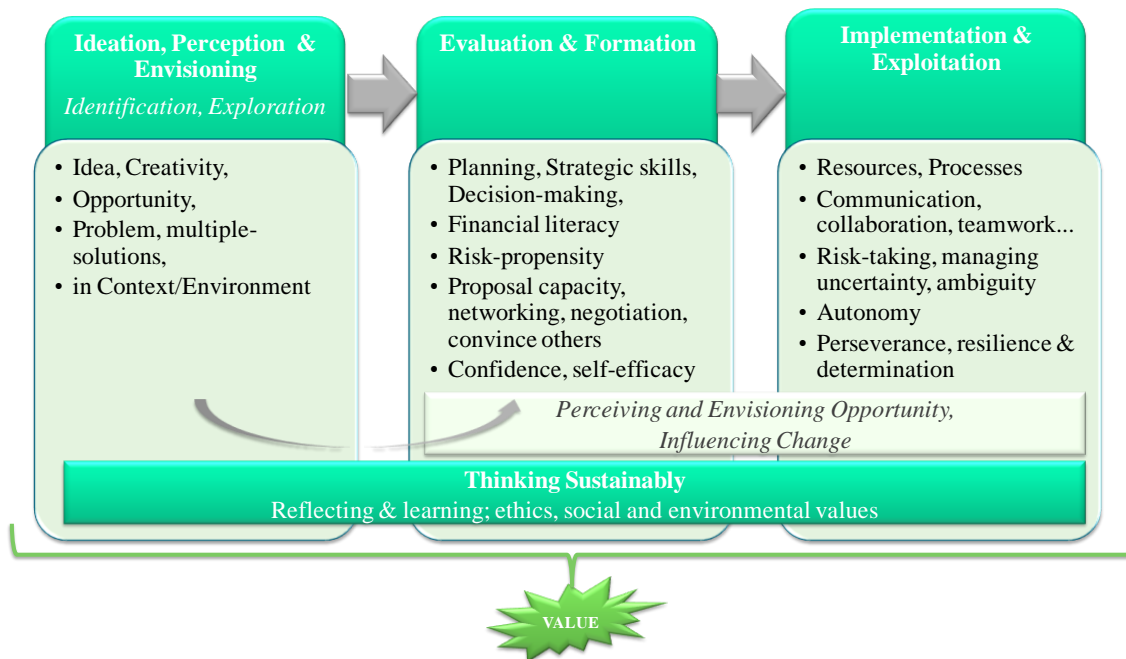 Ideation, Perception &
Envisioning
Identification, Exploration
• Idea, Creativity,
• Opportunity,
• Problem, multiple-
solutions,
• in Context/Environment
Evaluation & Formation
• Planning, Strategic skills,
Decision-making,
• Financial literacy
• Risk-propensity
• Proposal capacity,
networking, negotiation,
convince others
• Confidence, self-efficacy
Implementation &
Exploitation
• Resources, Processes
• Communication,
collaboration, teamwork...
• Risk-taking, managing
uncertainty, ambiguity
• Autonomy
• Perseverance, resilience &
determination
Perceiving and Envisioning Opportunity,
Influencing Change
Thinking Sustainably
Reflecting & learning; ethics, social and environmental values
VALUE